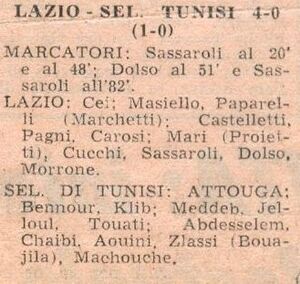 LAZIO - SEL. TUNISI 4-0
(1-0)
MARCATORI: Sassaroli al 20'
e al 48'; Dolso al 51' e Sas-
saroli all'82'.
LAZIO: Cei; Masiello, Paparel-
li (Marchetti); Castelletti,
Pagni, Carosi; Mari (Proiet-
ti), Cucchi, Sassaroli, Dolso,
Morrone.
SEL. DI TUNISI: ATTOUGA;
Bennour, Klib; Meddeb, Jel-
loul, Touati; Abdesselem,
Chaibi, Aouini, Zlassi (Boua-
jila), Machouche.